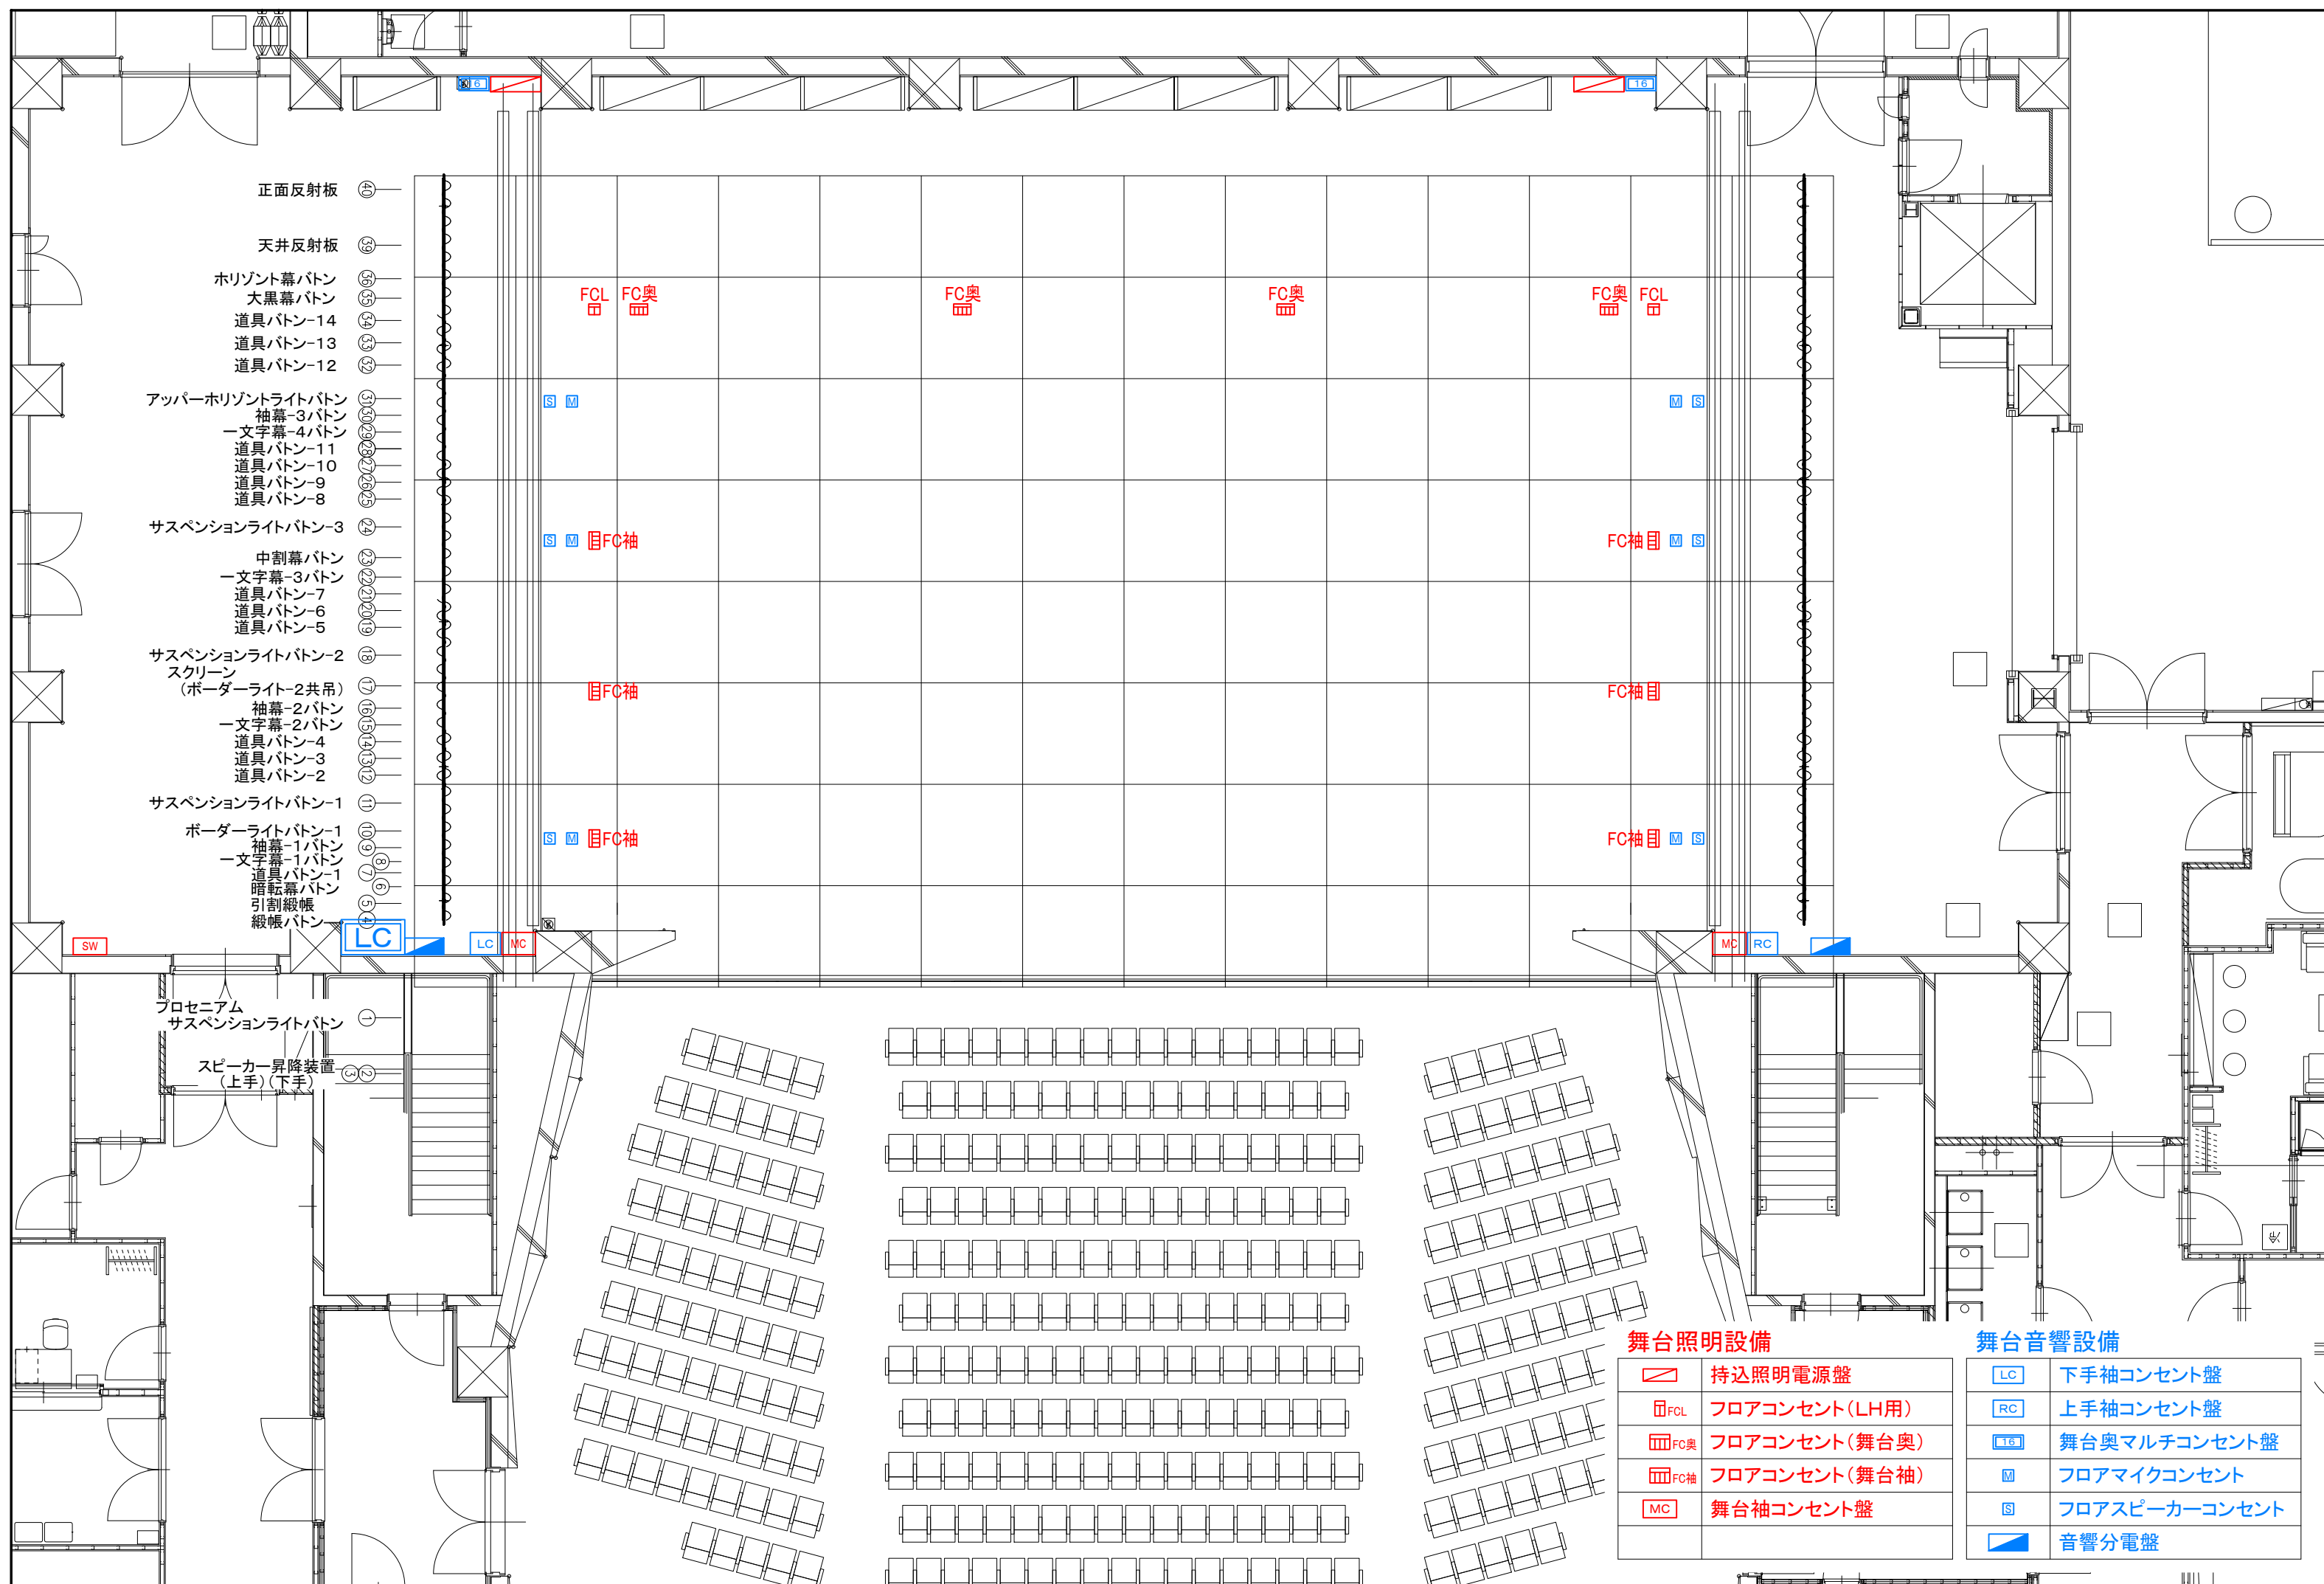 16
16
正面反射板 40
天井反射板 39
ホリゾント幕バトン 36
大黒幕バトン 35
道具バトン-14 34
道具バトン-13 33
道具バトン-12 32
アッパーホリゾントライトバトン 31
袖幕-3バトン 30
一文字幕-4バトン 29
道具バトン-11 28
道具バトン-10 27
道具バトン-9 26
道具バトン-8 25
サスペンションライトバトン-3 24
中割幕バトン 23
一文字幕-3バトン 22
道具バトン-7 21
道具バトン-6 20
道具バトン-5 19
サスペンションライトバトン-2 18
スクリーン
(ボーダーライト-2共吊) 17
袖幕-2バトン 16
一文字幕-2バトン 15
道具バトン-4 14
道具バトン-3 13
道具バトン-2 12
サスペンションライトバトン-1 11
ボーダーライトバトン-1 10
袖幕-1バトン 9
一文字幕-1バトン 8
道具バトン-1 7
暗転幕バトン 6
引割緞帳 5
緞帳バトン 4
プロセニアム
サスペンションライトバトン 1
スピーカー昇降装置 3 2
(上手)(下手)
FCL FC奥 FC奥 FC奥 FC奥 FCL
S M M S
S M FC袖 FC袖 M S
FC袖 FC袖
S M FC袖 FC袖 M S
SW LC LC MC MC RC
舞台照明設備
持込照明電源盤
FCL フロアコンセント(LH用)
FC奥 フロアコンセント(舞台奥)
FC袖 フロアコンセント(舞台袖)
MC 舞台袖コンセント盤
舞台音響設備
LC 下手袖コンセント盤
RC 上手袖コンセント盤
16 舞台奥マルチコンセント盤
M フロアマイクコンセント
S フロアスピーカーコンセント
音響分電盤